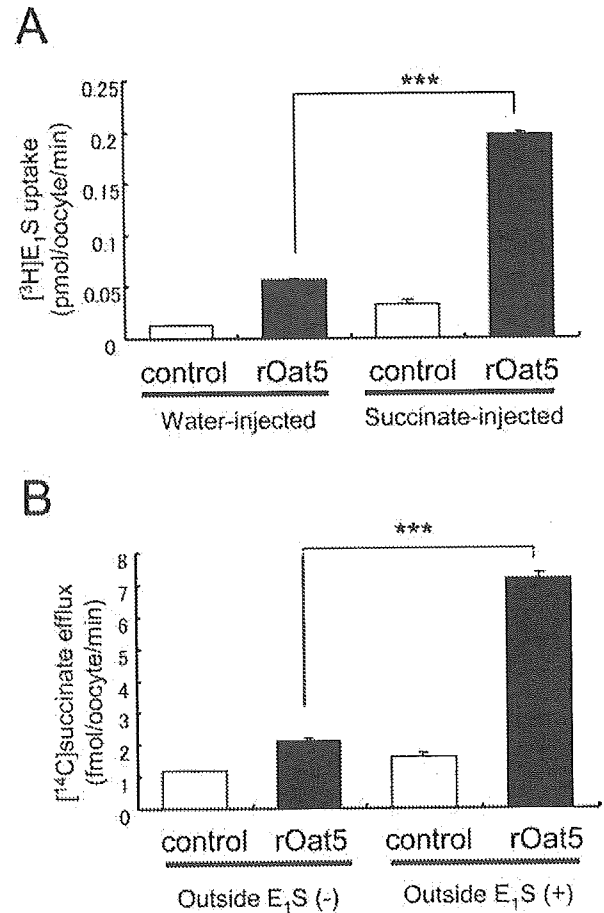 A
[³H]E₁S uptake
(pmol/oocyte/min)
0.25
0.2
0.15
0.1
0.05
0
***
control rOat5 control rOat5
Water-injected Succinate-injected
B
[¹⁴C]succinate efflux
(fmol/oocyte/min)
8
7
6
5
4
3
2
1
0
***
control rOat5 control rOat5
Outside E₁S (-) Outside E₁S (+)